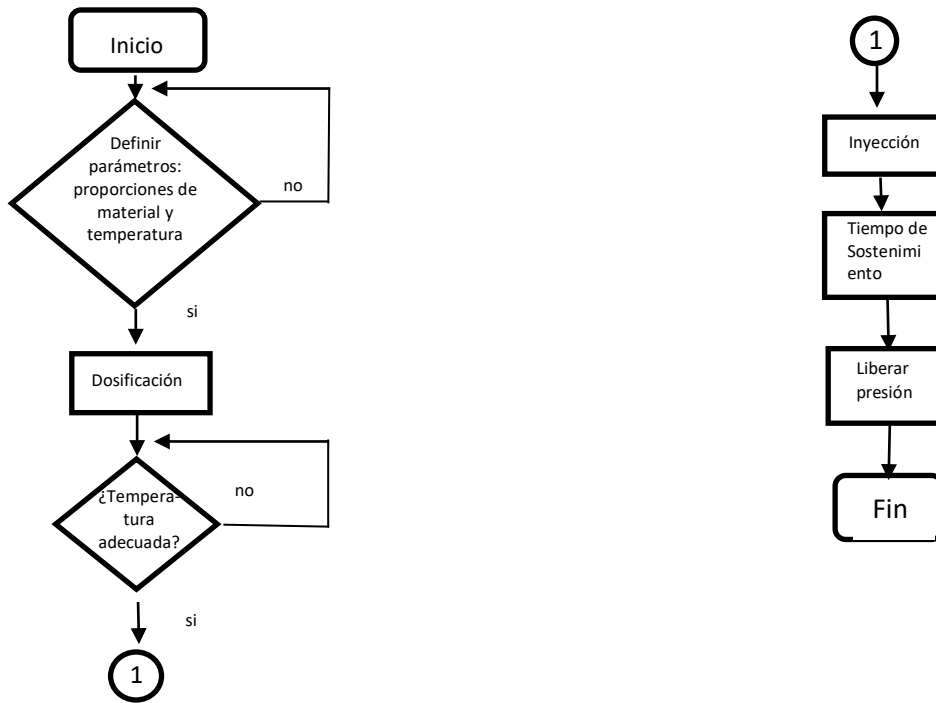 Inicio
Definir
parámetros:
proporciones de
material y
temperatura
no
si
Dosificación
¿Tempera-
tura
adecuada?
no
si
1
1
Inyección
Tiempo de
Sostenimi
ento
Liberar
presión
Fin